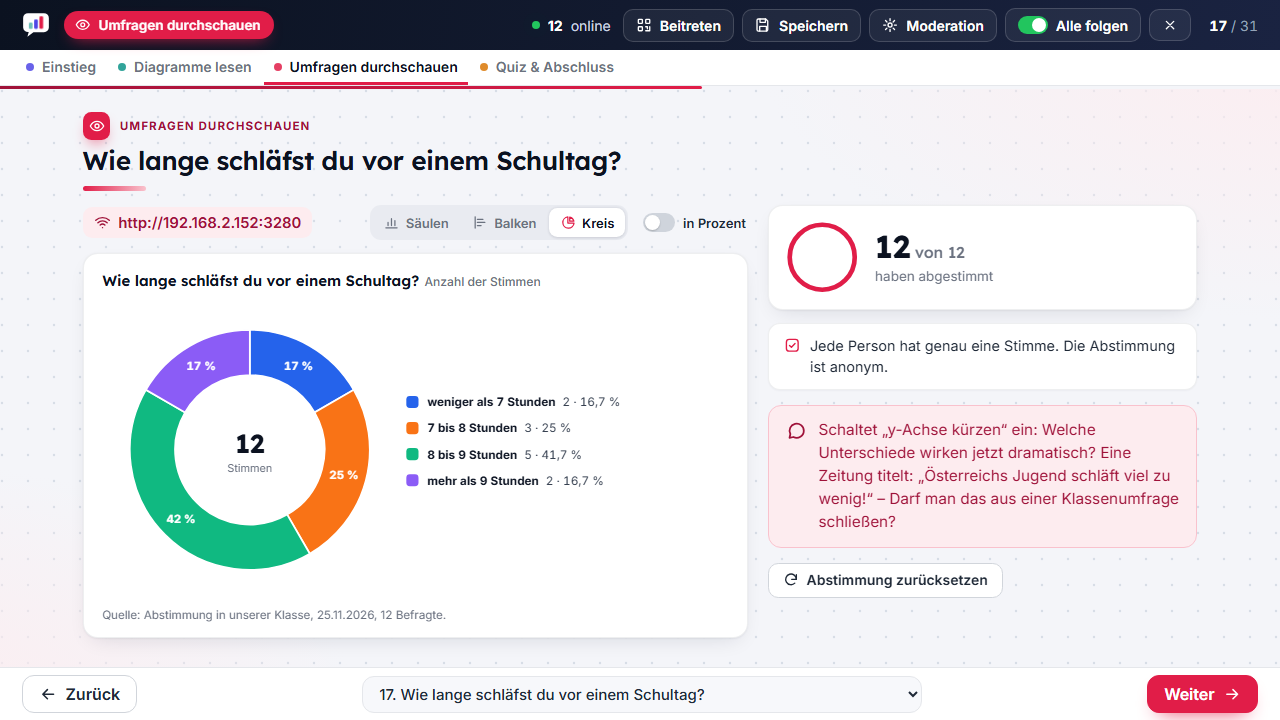 Umfragen durchschauen
12 online
Beitreten
Speichern
Moderation
Alle folgen
17 / 31
Einstieg
Diagramme lesen
Umfragen durchschauen
Quiz & Abschluss
UMFRAGEN DURCHSCHAUEN
Wie lange schläfst du vor einem Schultag?
http://192.168.2.152:3280
Säulen
Balken
Kreis
in Prozent
Wie lange schläfst du vor einem Schultag? Anzahl der Stimmen
17 %
17 %
25 %
42 %
12
Stimmen
weniger als 7 Stunden 2 · 16,7 %
7 bis 8 Stunden 3 · 25 %
8 bis 9 Stunden 5 · 41,7 %
mehr als 9 Stunden 2 · 16,7 %
Quelle: Abstimmung in unserer Klasse, 25.11.2026, 12 Befragte.
12 von 12
haben abgestimmt
Jede Person hat genau eine Stimme. Die Abstimmung
ist anonym.
Schaltet „y-Achse kürzen“ ein: Welche
Unterschiede wirken jetzt dramatisch? Eine
Zeitung titelt: „Österreichs Jugend schläft viel zu
wenig!“ – Darf man das aus einer Klassenumfrage
schließen?
Abstimmung zurücksetzen
Zurück
17. Wie lange schläfst du vor einem Schultag?
Weiter